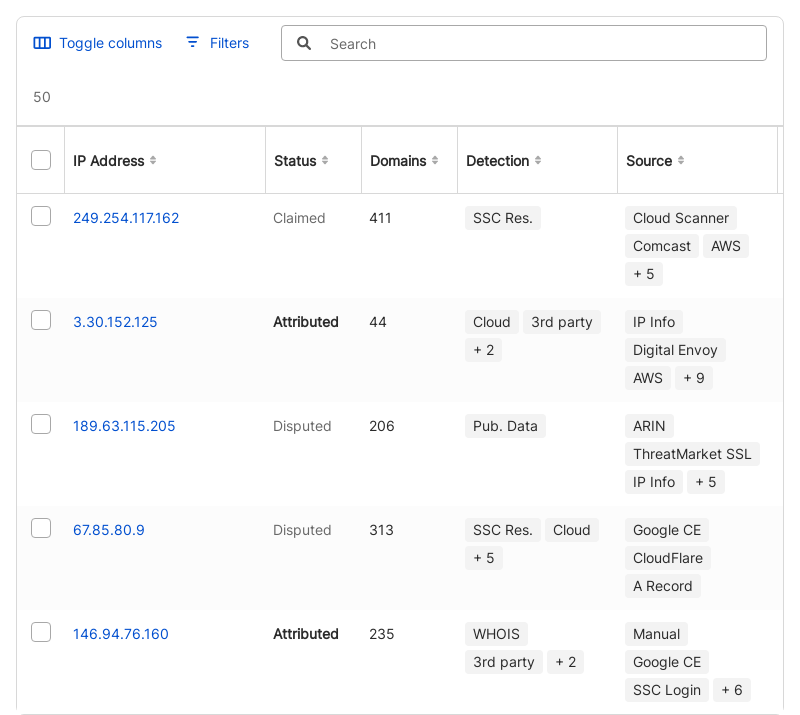 Toggle columns Filters Search
50
IP Address Status Domains Detection Source
249.254.117.162 Claimed 411 SSC Res. Cloud Scanner
Comcast AWS
+ 5
3.30.152.125 Attributed 44 Cloud 3rd party IP Info
+ 2 Digital Envoy
AWS + 9
189.63.115.205 Disputed 206 Pub. Data ARIN
ThreatMarket SSL
IP Info + 5
67.85.80.9 Disputed 313 SSC Res. Cloud Google CE
+ 5 CloudFlare
A Record
146.94.76.160 Attributed 235 WHOIS Manual
3rd party + 2 Google CE
SSC Login + 6